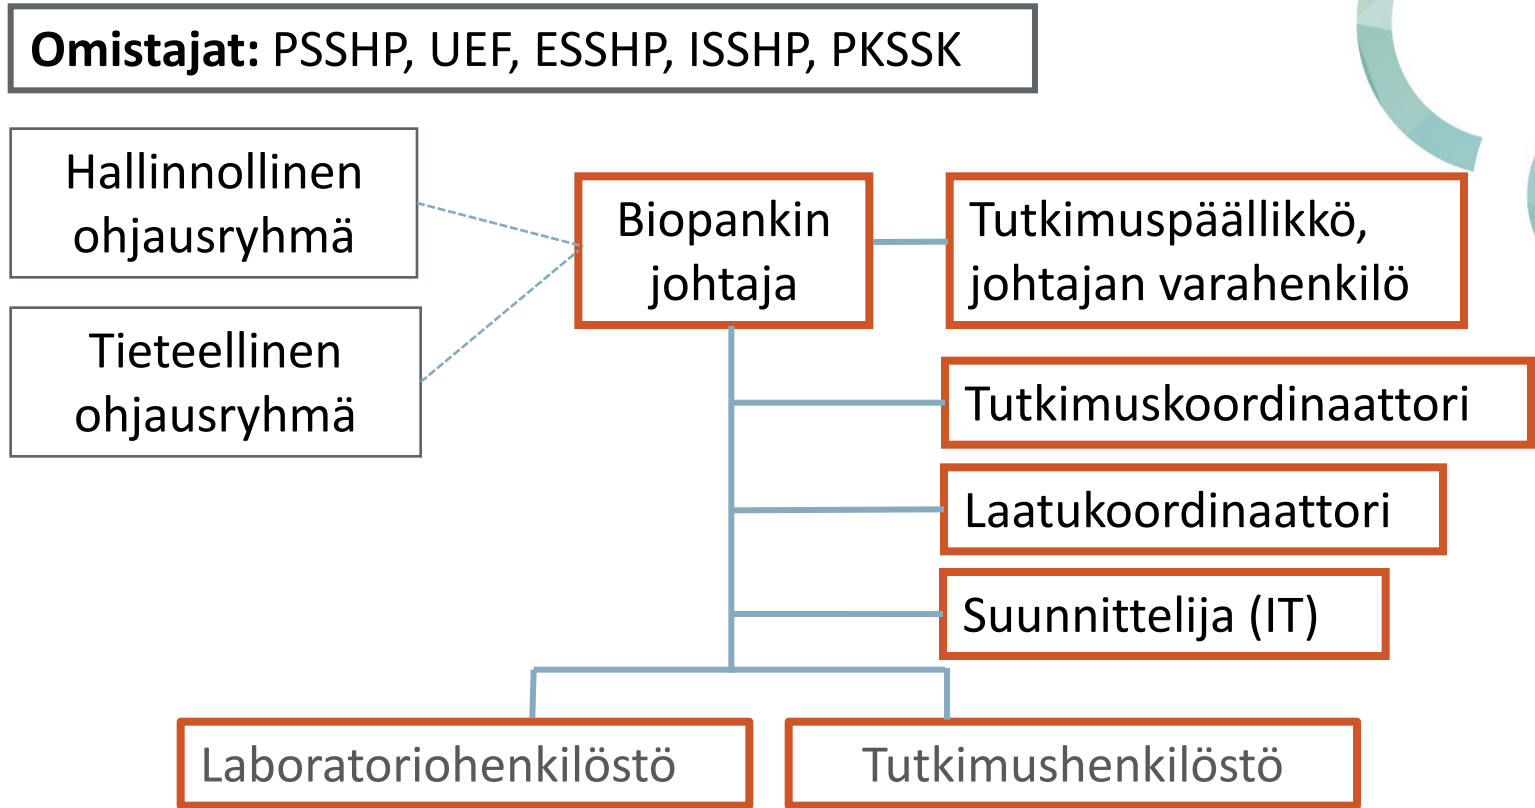 Omistajat: PSSHP, UEF, ESSHP, ISSHP, PKSSK
Hallinnollinen
ohjausryhmä
Tieteellinen
ohjausryhmä
Biopankin
johtaja
Tutkimuspäällikkö,
johtajan varahenkilö
Tutkimuskoordinaattori
Laatukoordinaattori
Suunnittelija (IT)
Laboratoriohenkilöstö
Tutkimushenkilöstö